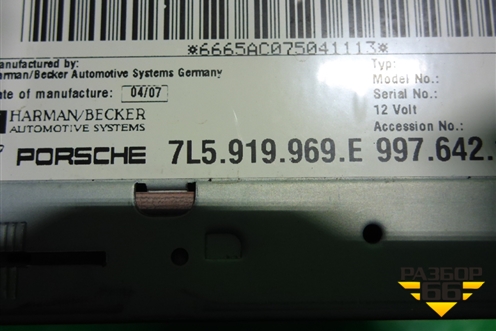 *6665AC075041113*
anufactured by:
arman/Becker Automotive Systems Germany
ate of manufacture: 04/07
HARMAN/BECKER
AUTOMOTIVE SYSTEMS
Type:
Model No.:
Serial No.:
12 Volt
Accession No.:
PORSCHE 7L5.919.969.E 997.642.
РАЗБОР
66